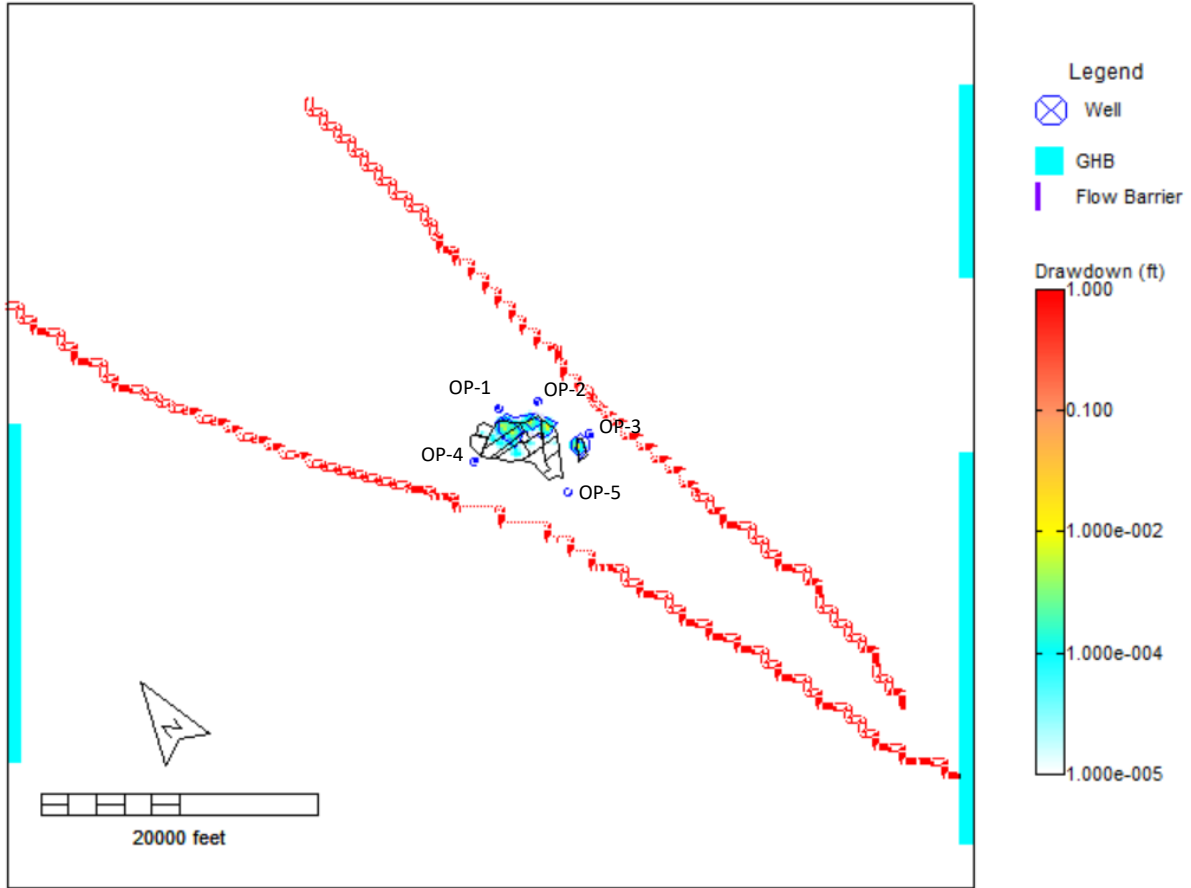 Legend
Well
GHB
Flow Barrier
Drawdown (ft)
1.000
0.100
1.000e-002
1.000e-004
1.000e-005
OP-1
OP-2
OP-3
OP-4
OP-5
N
20000 feet